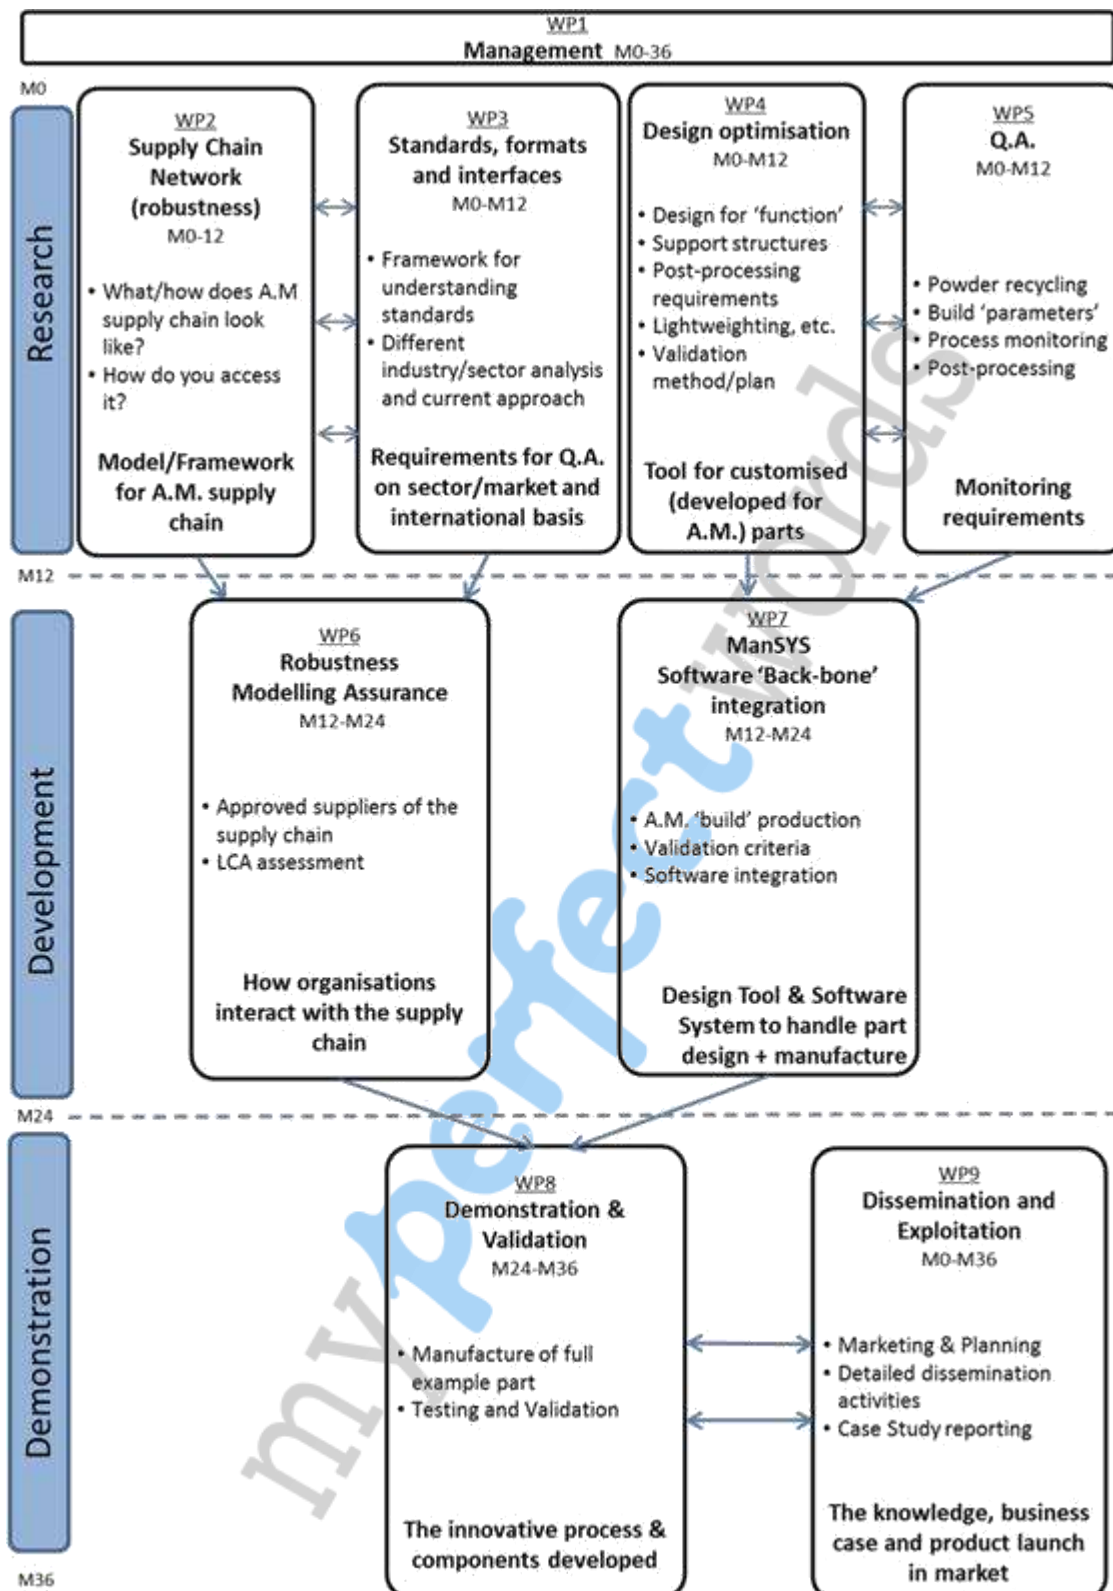 WP1
Management M0-36
M0
Research
WP2
Supply Chain
Network
(robustness)
M0-12
• What/how does A.M
supply chain look
like?
• How do you access
it?
Model/Framework
for A.M. supply
chain
WP3
Standards, formats
and interfaces
M0-M12
• Framework for
understanding
standards
• Different
industry/sector analysis
and current approach
Requirements for Q.A.
on sector/market and
international basis
WP4
Design optimisation
M0-M12
• Design for ‘function’
• Support structures
• Post-processing
requirements
• Lightweighting, etc.
• Validation
method/plan
Tool for customised
(developed for
A.M.) parts
WP5
Q.A.
M0-M12
• Powder recycling
• Build ‘parameters’
• Process monitoring
• Post-processing
Monitoring
requirements
M12
Development
WP6
Robustness
Modelling Assurance
M12-M24
• Approved suppliers of the
supply chain
• LCA assessment
How organisations
interact with the supply
chain
WP7
ManSYS
Software ‘Back-bone’
integration
M12-M24
• A.M. ‘build’ production
• Validation criteria
• Software integration
Design Tool & Software
System to handle part
design + manufacture
M24
Demonstration
WP8
Demonstration &
Validation
M24-M36
• Manufacture of full
example part
• Testing and Validation
The innovative process &
components developed
WP9
Dissemination and
Exploitation
M0-M36
• Marketing & Planning
• Detailed dissemination
activities
• Case Study reporting
The knowledge, business
case and product launch
in market
M36
myperfectwords